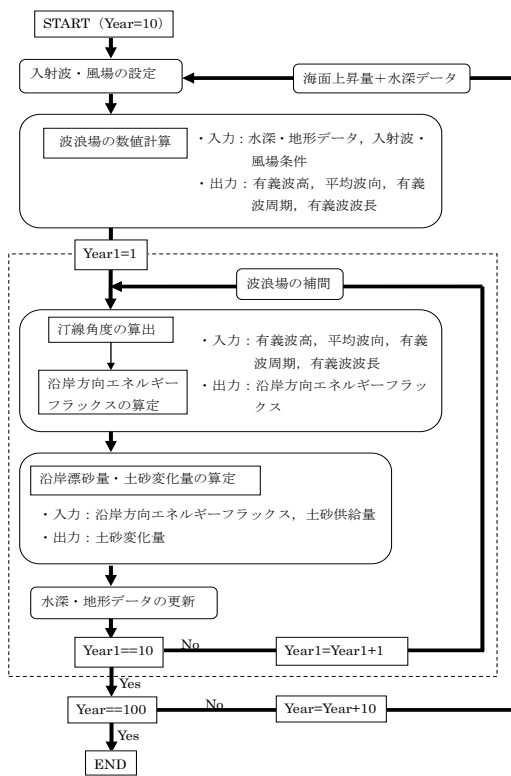 START（Year=10）
入射波・風場の設定
海面上昇量＋水深データ
波浪場の数値計算
・入力：水深・地形データ，入射波・
風場条件
・出力：有義波高，平均波向，有義
波周期，有義波波長
Year1=1
波浪場の補間
汀線角度の算出
沿岸方向エネルギー
フラックスの算定
・入力：有義波高，平均波向，有義
波周期，有義波波長
・出力：沿岸方向エネルギーフラッ
クス
沿岸漂砂量・土砂変化量の算定
・入力：沿岸方向エネルギーフラックス，土砂供給量
・出力：土砂変化量
水深・地形データの更新
Year1==10
No
Year1=Year1+1
Yes
Year==100
No
Year=Year+10
Yes
END